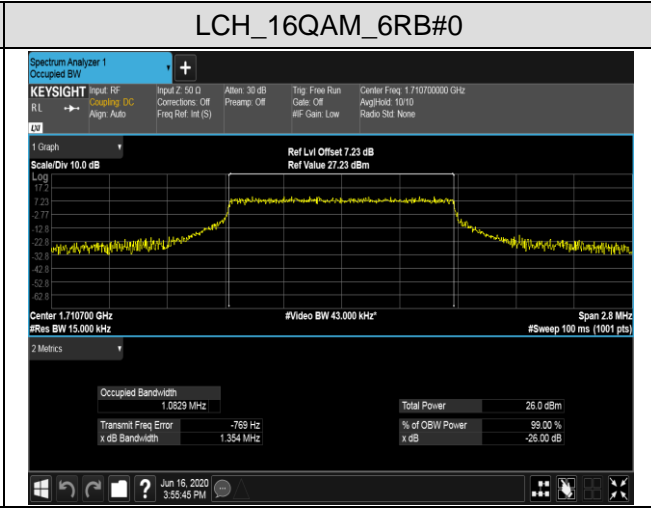 LCH_16QAM_6RB#0
Spectrum Analyzer 1
Occupied BW
KEYSIGHT Input: RF Input Z: 50 Ω Atten: 30 dB Trig: Free Run Center Freq: 1.710700000 GHz
RL Coupling: DC Corrections: Off Preamp: Off Gate: Off Avg|Hold: 10/10
Align: Auto Freq Ref: Int (S) #IF Gain: Low Radio Std: None
LXI
1 Graph
Ref Lvl Offset 7.23 dB
Scale/Div 10.0 dB Ref Value 27.23 dBm
Log
17.2
7.23
-2.77
-12.8
-22.8
-32.8
-42.8
-52.8
-62.8
Center 1.710700 GHz #Video BW 43.000 kHz* Span 2.8 MHz
#Res BW 15.000 kHz #Sweep 100 ms (1001 pts)
2 Metrics
Occupied Bandwidth
1.0829 MHz Total Power 26.0 dBm
Transmit Freq Error -769 Hz % of OBW Power 99.00 %
x dB Bandwidth 1.354 MHz x dB -26.00 dB
Jun 16, 2020
3:55:45 PM